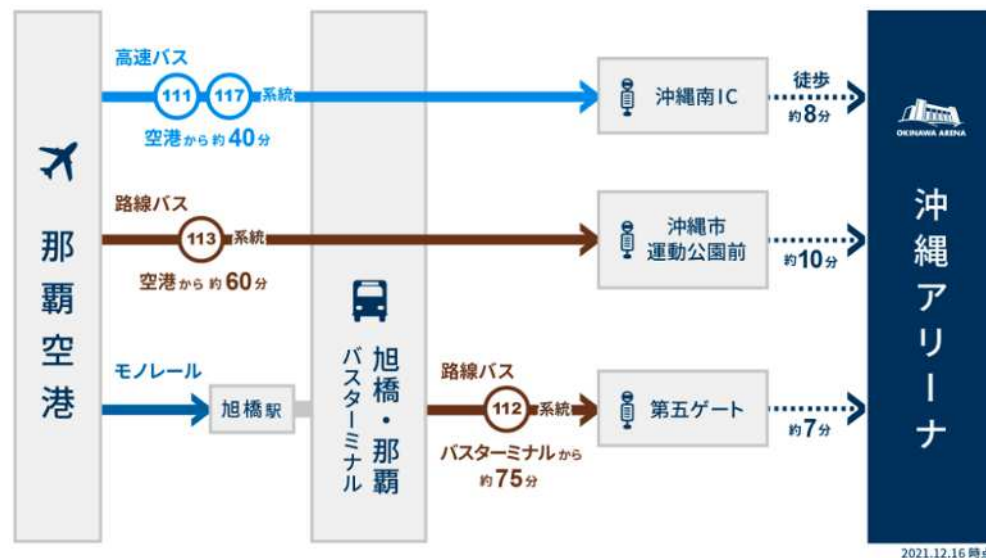 那覇空港
高速バス
111 117 系統
空港から 約40分
沖縄南IC
徒歩
約8分
路線バス
113 系統
空港から 約60分
沖縄市
運動公園前
約10分
モノレール
旭橋駅
旭橋・那覇
バスターミナル
路線バス
112 系統
バスターミナルから
約75分
第五ゲート
約7分
OKINAWA ARENA
沖縄アリーナ
2021.12.16 時点